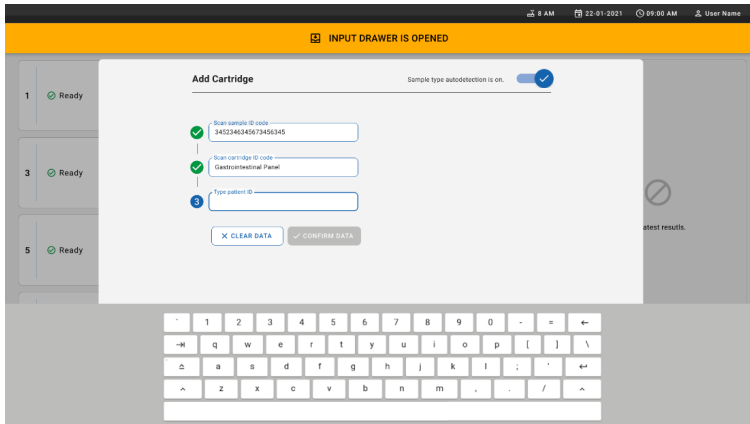 8 AM 22-01-2021 09:00 AM User Name
INPUT DRAWER IS OPENED
Add Cartridge
Sample type autodetection is on.
1 Ready
Scan sample ID code
3452346345673456345
Scan cartridge ID code
Gastrointestinal Panel
3 Ready
Type patient ID
3
atest resutls.
CLEAR DATA
CONFIRM DATA
5 Ready
` 1 2 3 4 5 6 7 8 9 0 - =
q w e r t y u i o p [ ] \
a s d f g h j k l ; '
z x c v b n m , . /